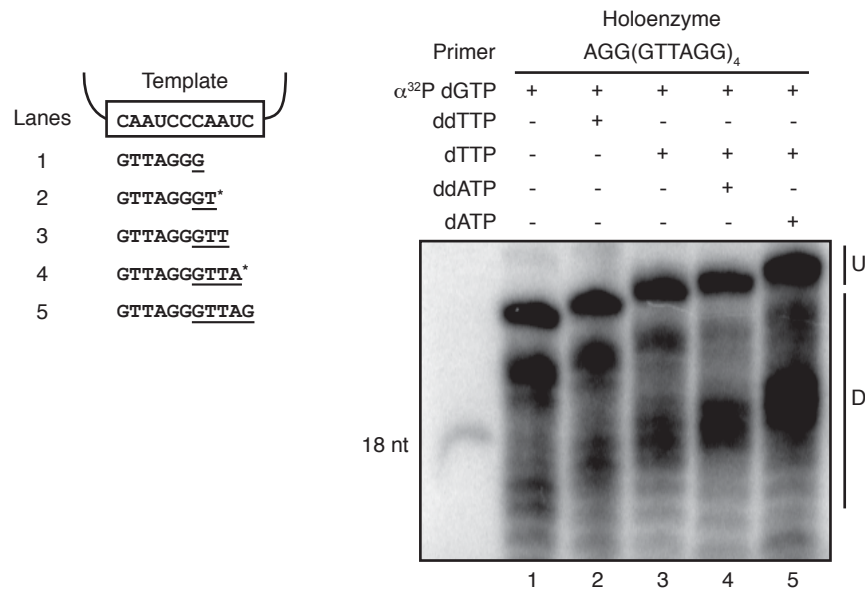 Holoenzyme
Primer AGG(GTTAGG)4
α32P dGTP + + + + +
ddTTP - + - - -
dTTP - - + + +
ddATP - - - + -
dATP - - - - +
Template
Lanes CAAUCCCAAUC
1 GTTAGGG
2 GTTAGGGT*
3 GTTAGGGTT
4 GTTAGGGTTA*
5 GTTAGGGTTAG
U
D
18 nt
1 2 3 4 5